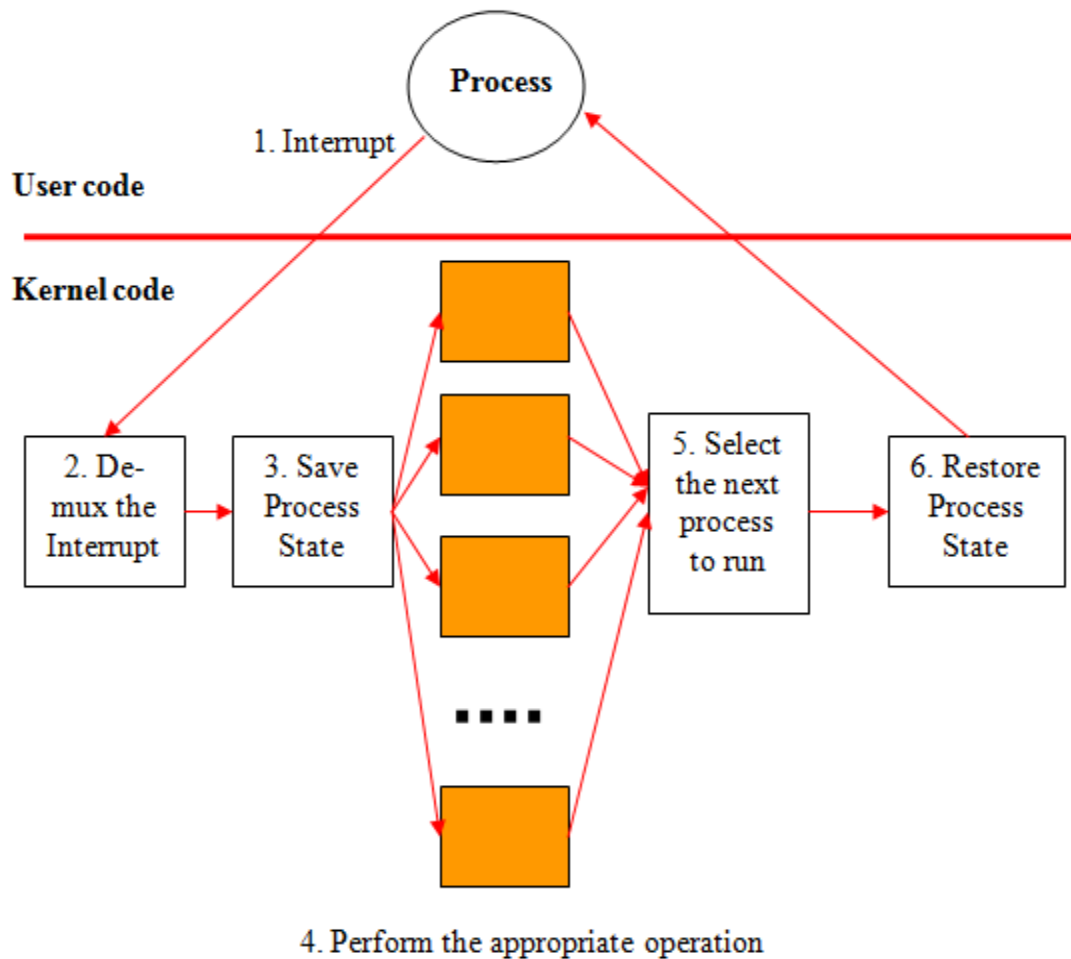 Process
1. Interrupt
User code
Kernel code
2. De-
mux the
Interrupt
3. Save
Process
State
5. Select
the next
process
to run
6. Restore
Process
State
4. Perform the appropriate operation